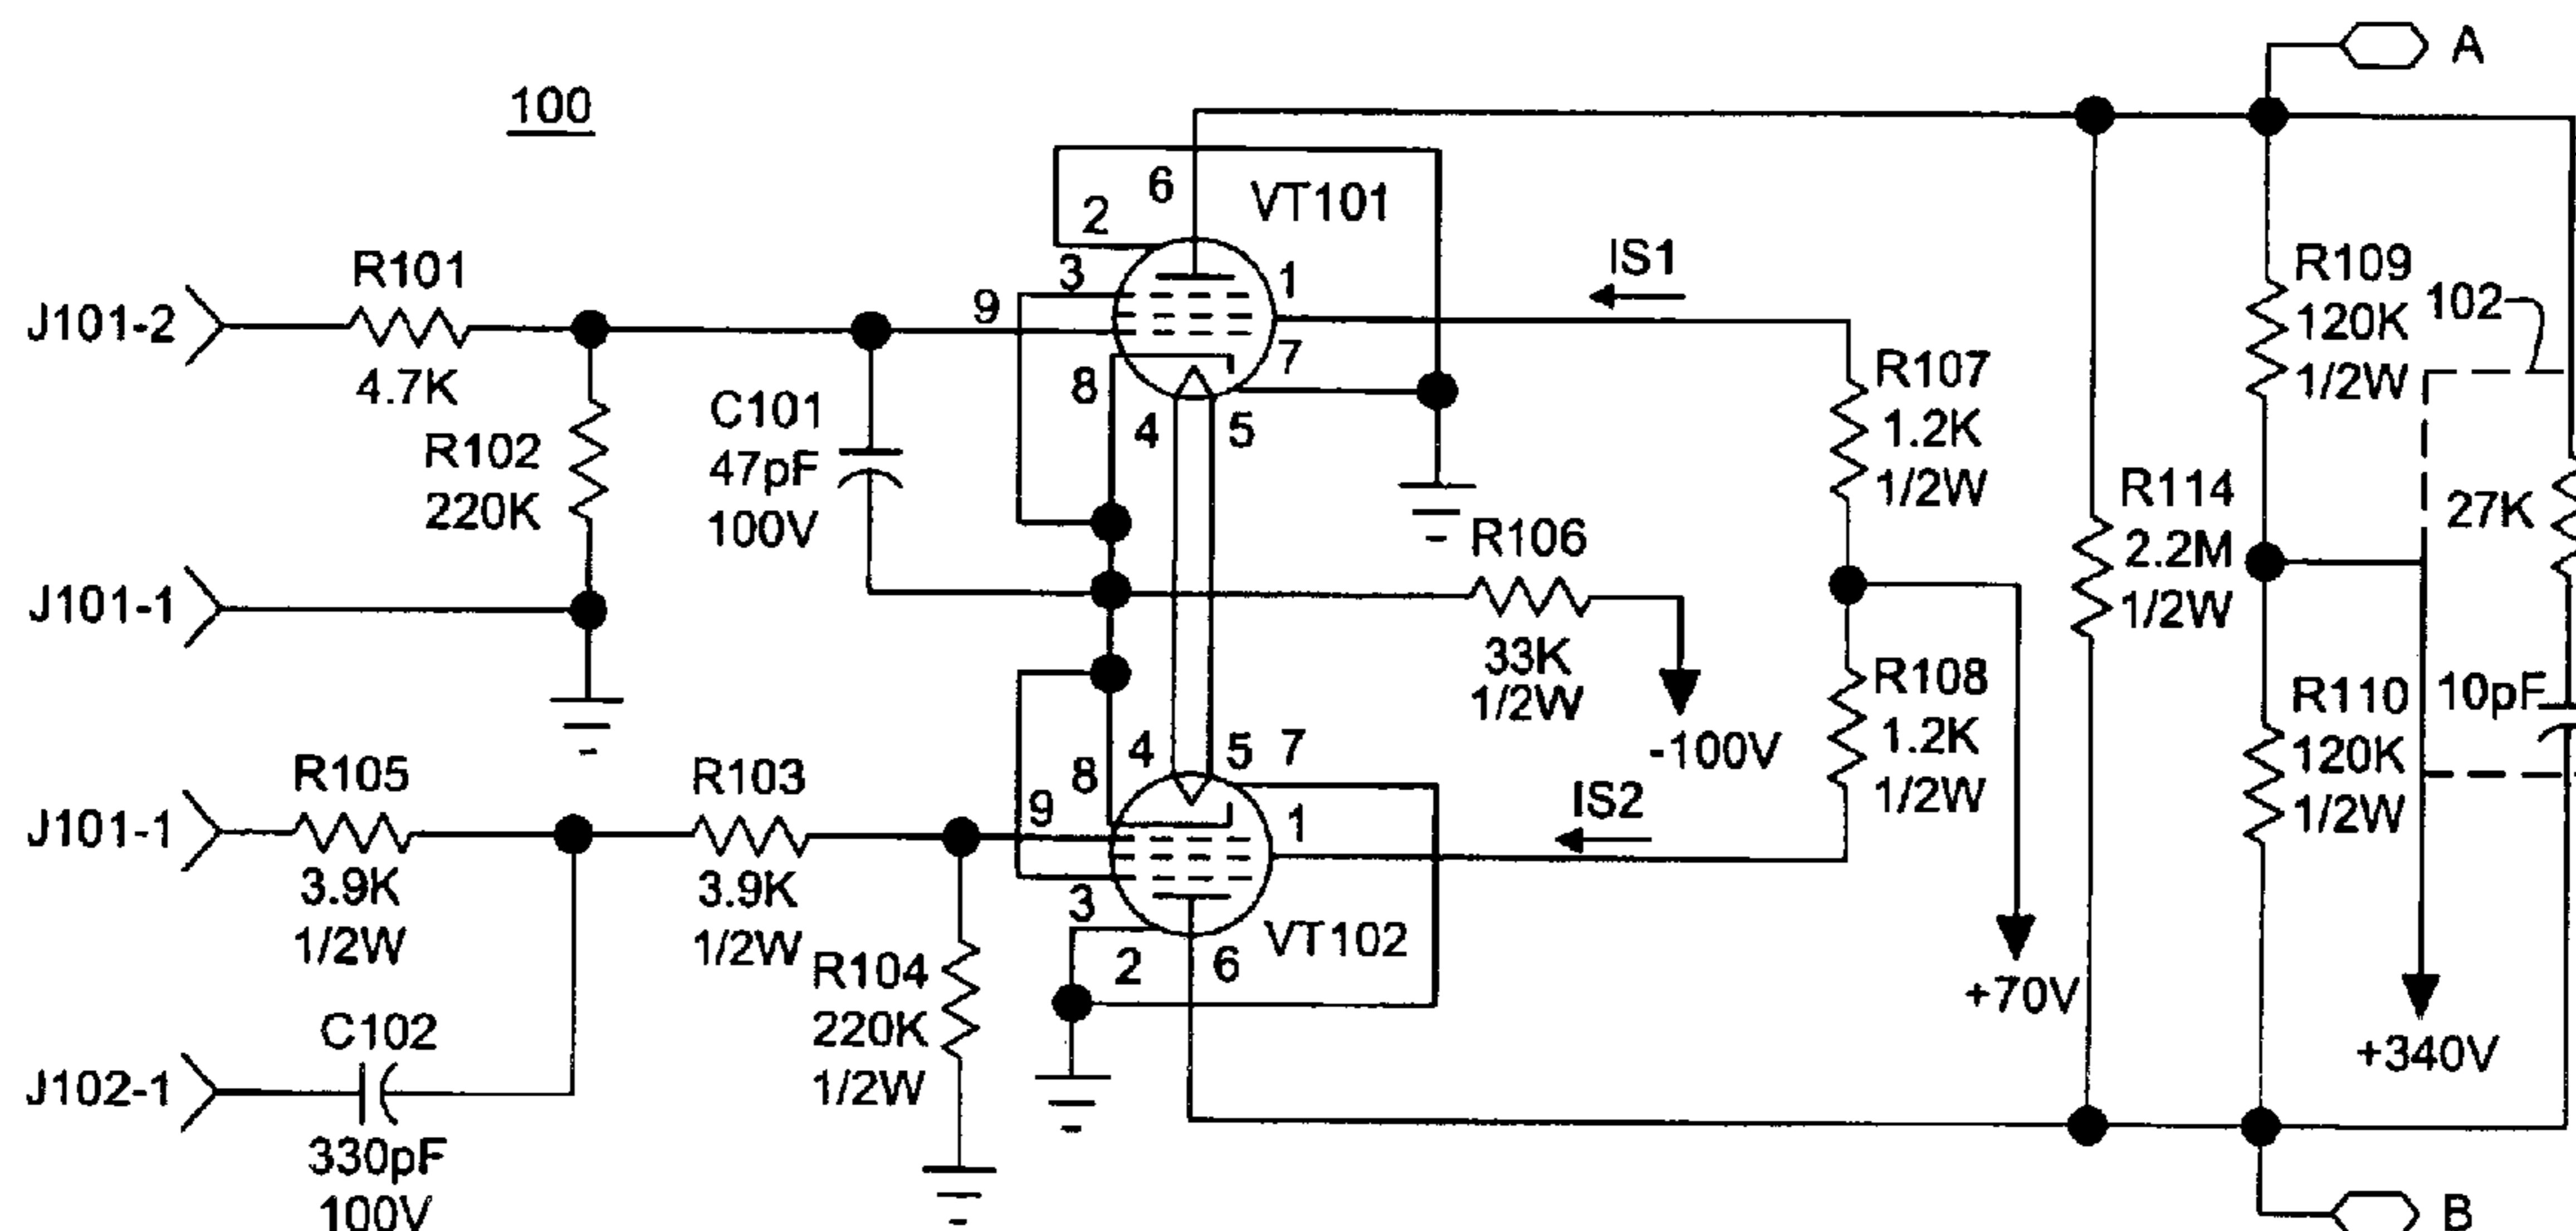 A
100
6
VT101
2
R101
IS1
3
1
R109
120K
1/2W
102
J101-2
9
4.7K
7
R107
1.2K
1/2W
8
C101
47pF
100V
4
5
R102
220K
R114
2.2M
1/2W
27K
R106
33K
1/2W
J101-1
-100V
R108
1.2K
1/2W
R110
120K
1/2W
10pF
4
5
7
R105
3.9K
1/2W
R103
3.9K
1/2W
8
9
1
IS2
J101-1
3
2
6
VT102
R104
220K
1/2W
+70V
+340V
C102
330pF
100V
J102-1
B